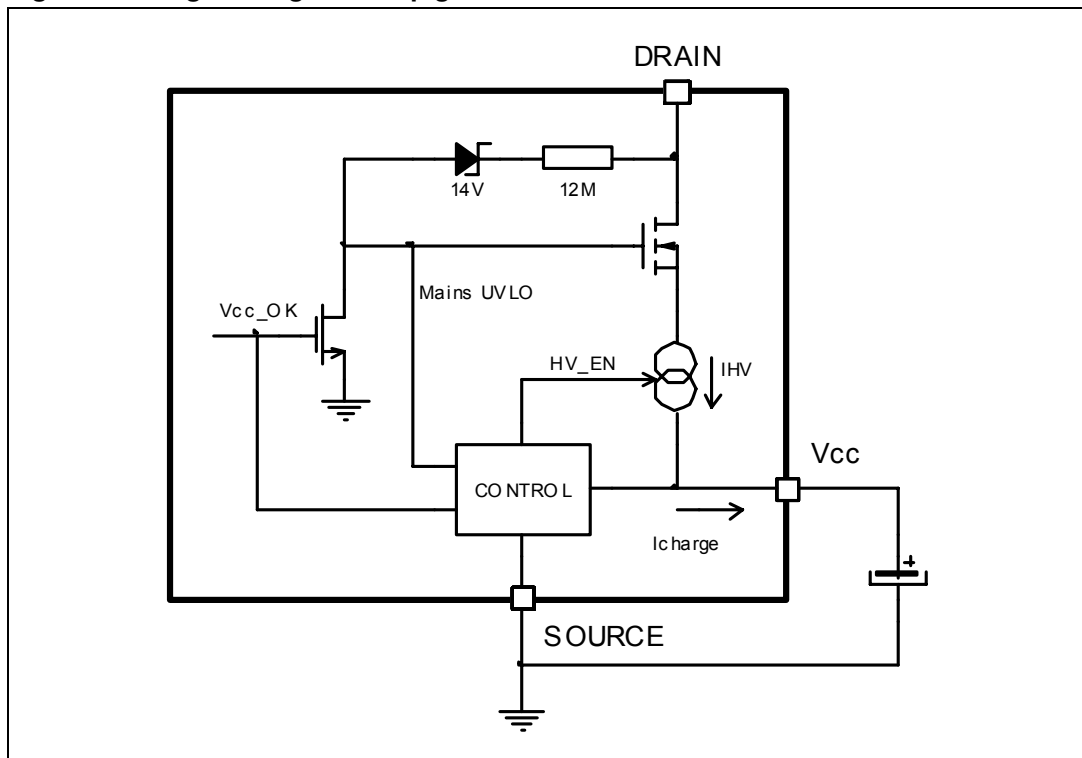 DRAIN
14V
12M
Mains UVLO
Vcc_OK
HV_EN
IHV
Vcc
CONTROL
Icharge
+
SOURCE